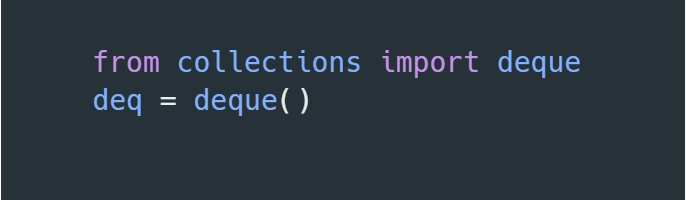 from collections import deque
deq = deque()